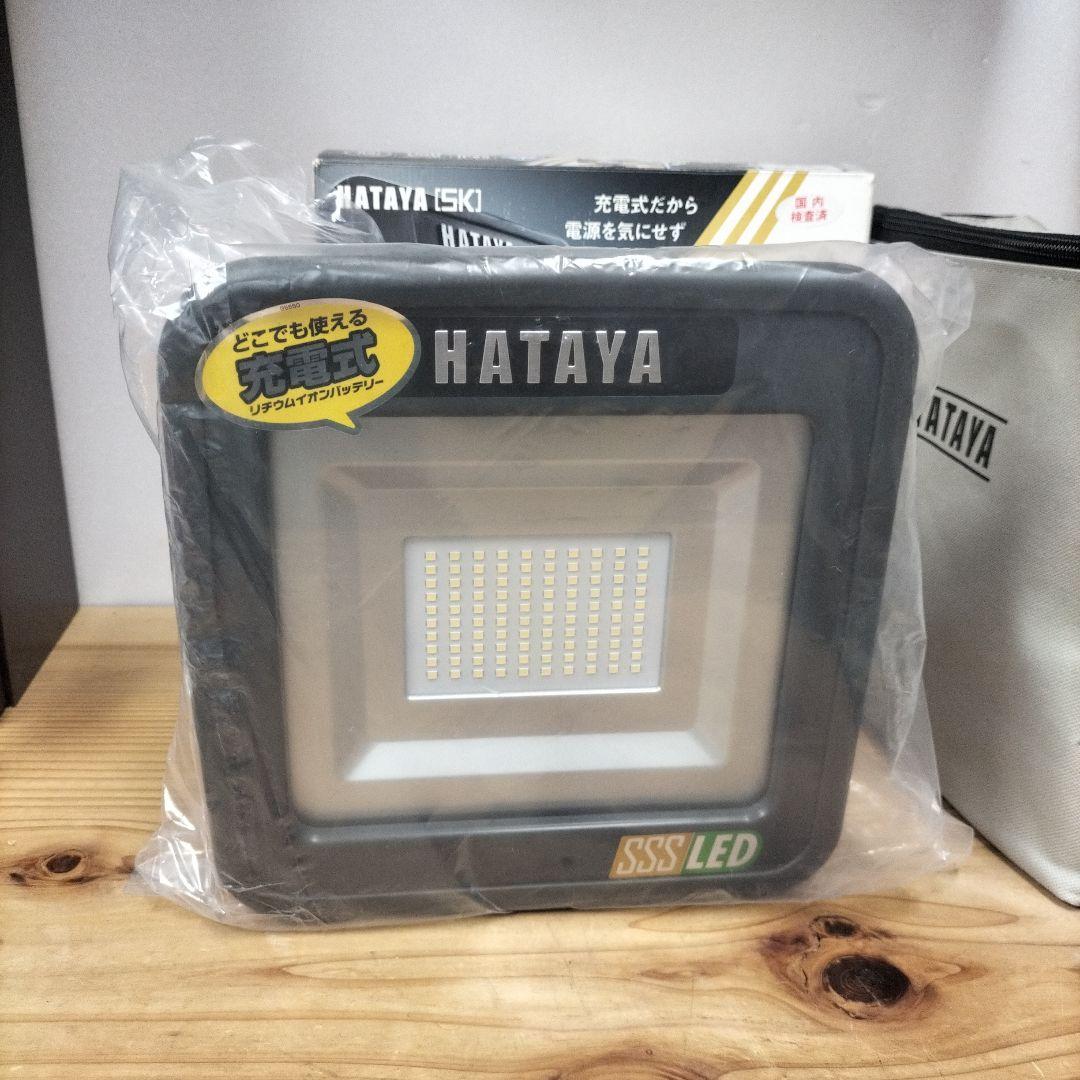 HATAYA [SK]
充電式だから
電源を気にせず
国内
検査済
HATAYA
どこでも使える
充電式
リチウムイオンバッテリー
HATAYA
HATAYA
SSS LED